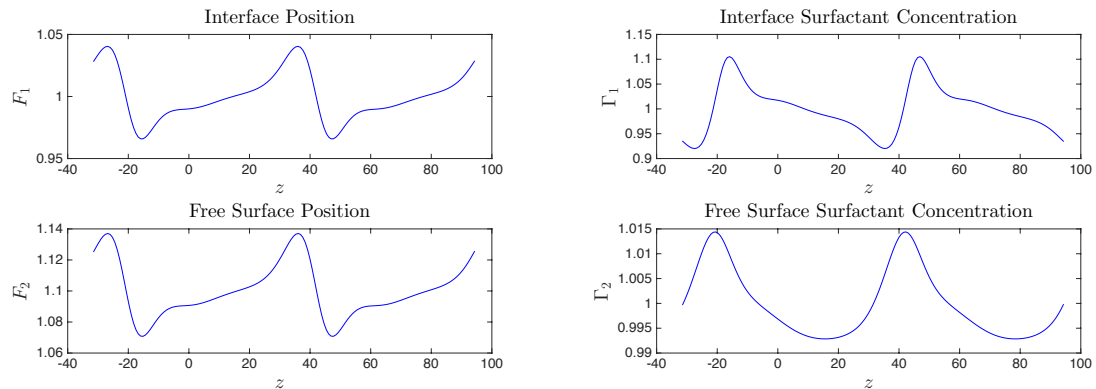 Interface Position
1.05
1
0.95
F₁
-40 -20 0 20 40 60 80 100
z
Interface Surfactant Concentration
1.15
1.1
1.05
1
0.95
0.9
Γ₁
-40 -20 0 20 40 60 80 100
z
Free Surface Position
1.14
1.12
1.1
1.08
1.06
F₂
-40 -20 0 20 40 60 80 100
z
Free Surface Surfactant Concentration
1.015
1.01
1.005
1
0.995
0.99
Γ₂
-40 -20 0 20 40 60 80 100
z